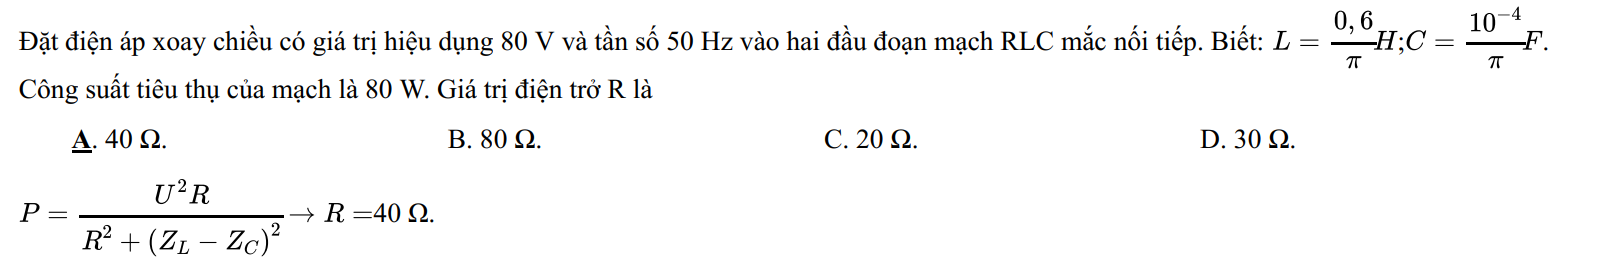 Đặt điện áp xoay chiều có giá trị hiệu dụng 80 V và tần số 50 Hz vào hai đầu đoạn mạch RLC mắc nối tiếp. Biết: $L = \frac{0,6}{\pi}H; C = \frac{10^{-4}}{\pi}F.$
Công suất tiêu thụ của mạch là 80 W. Giá trị điện trở R là
A. 40 Ω. B. 80 Ω. C. 20 Ω. D. 30 Ω.
$P = \frac{U^2R}{R^2 + (Z_L - Z_C)^2} \rightarrow R = 40\ Ω.$